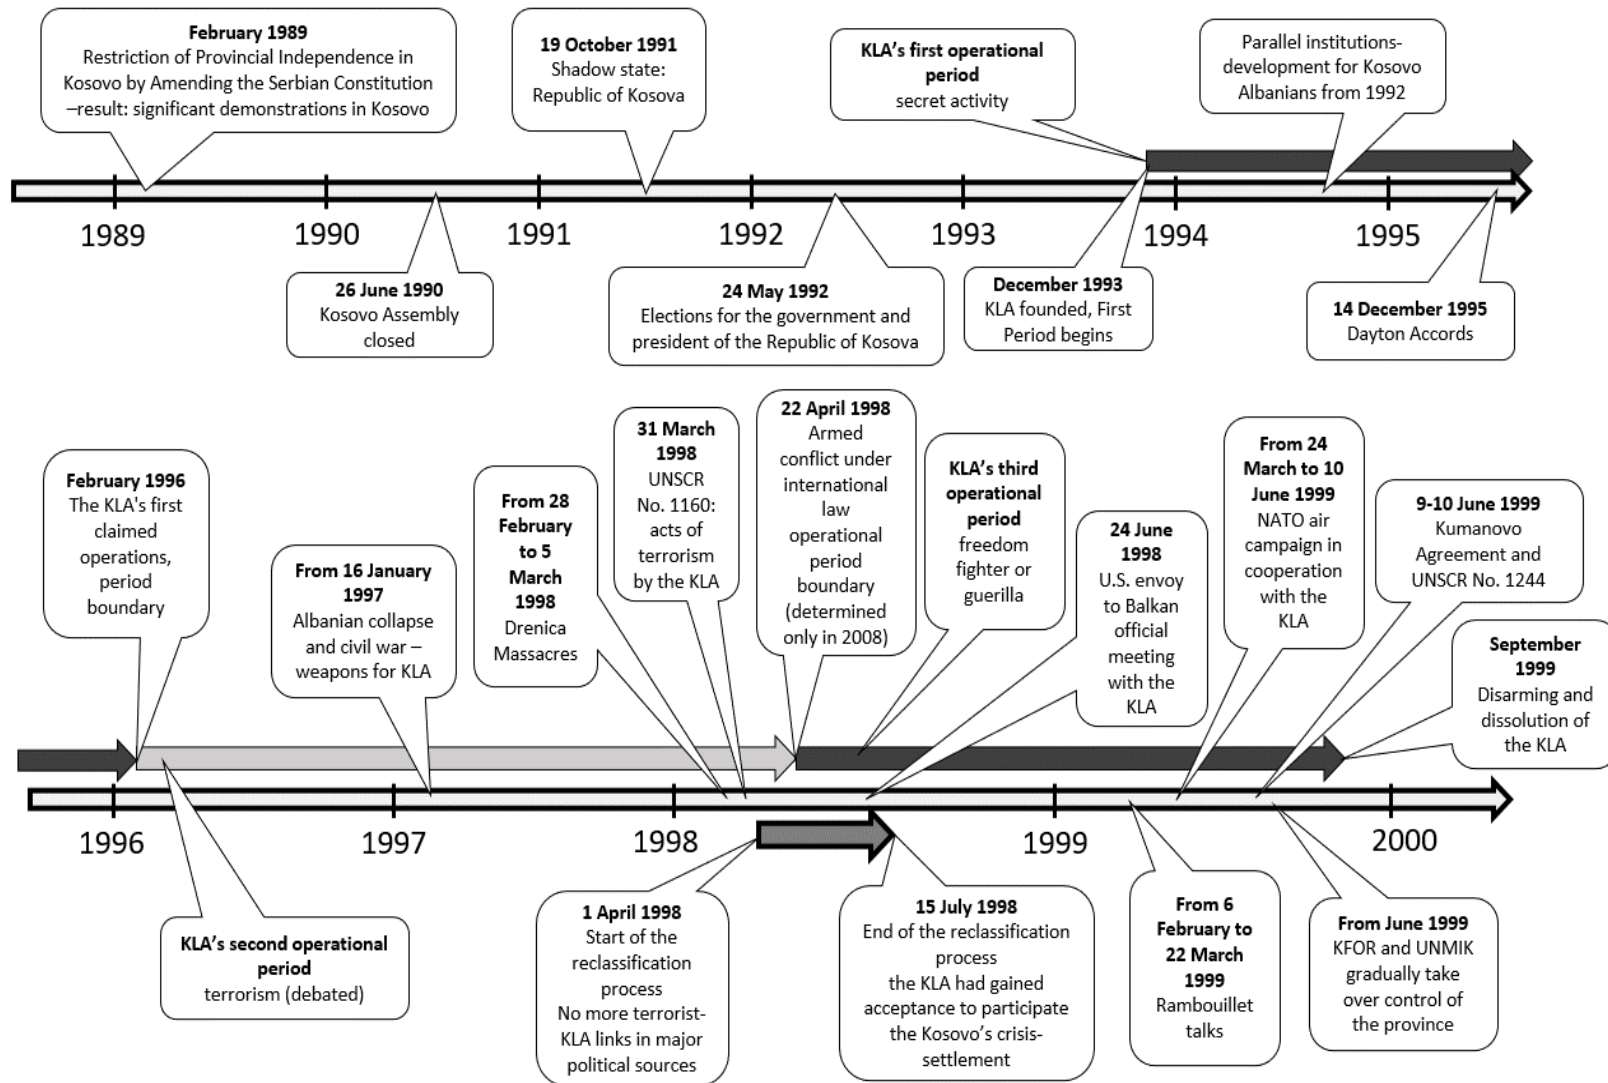 February 1989
Restriction of Provincial Independence in
Kosovo by Amending the Serbian Constitution
–result: significant demonstrations in Kosovo
19 October 1991
Shadow state:
Republic of Kosova
KLA’s first operational
period
secret activity
Parallel institutions-
development for Kosovo
Albanians from 1992
1989
1990
1991
1992
1993
1994
1995
26 June 1990
Kosovo Assembly
closed
24 May 1992
Elections for the government and
president of the Republic of Kosova
December 1993
KLA founded, First
Period begins
14 December 1995
Dayton Accords
February 1996
The KLA's first
claimed
operations,
period
boundary
From 16 January
1997
Albanian collapse
and civil war –
weapons for KLA
From 28
February
to 5
March
1998
Drenica
Massacres
31 March
1998
UNSCR
No. 1160:
acts of
terrorism
by the KLA
22 April 1998
Armed
conflict under
international
law
operational
period
boundary
(determined
only in 2008)
KLA’s third
operational
period
freedom
fighter or
guerilla
24 June
1998
U.S. envoy
to Balkan
official
meeting
with the
KLA
From 24
March to 10
June 1999
NATO air
campaign in
cooperation
with the
KLA
9-10 June 1999
Kumanovo
Agreement and
UNSCR No. 1244
September
1999
Disarming and
dissolution of
the KLA
1996
1997
1998
1999
2000
KLA’s second operational
period
terrorism (debated)
1 April 1998
Start of the
reclassification
process
No more terrorist-
KLA links in major
political sources
15 July 1998
End of the reclassification
process
the KLA had gained
acceptance to participate
the Kosovo’s crisis-
settlement
From 6
February to
22 March
1999
Rambouillet
talks
From June 1999
KFOR and UNMIK
gradually take
over control of
the province